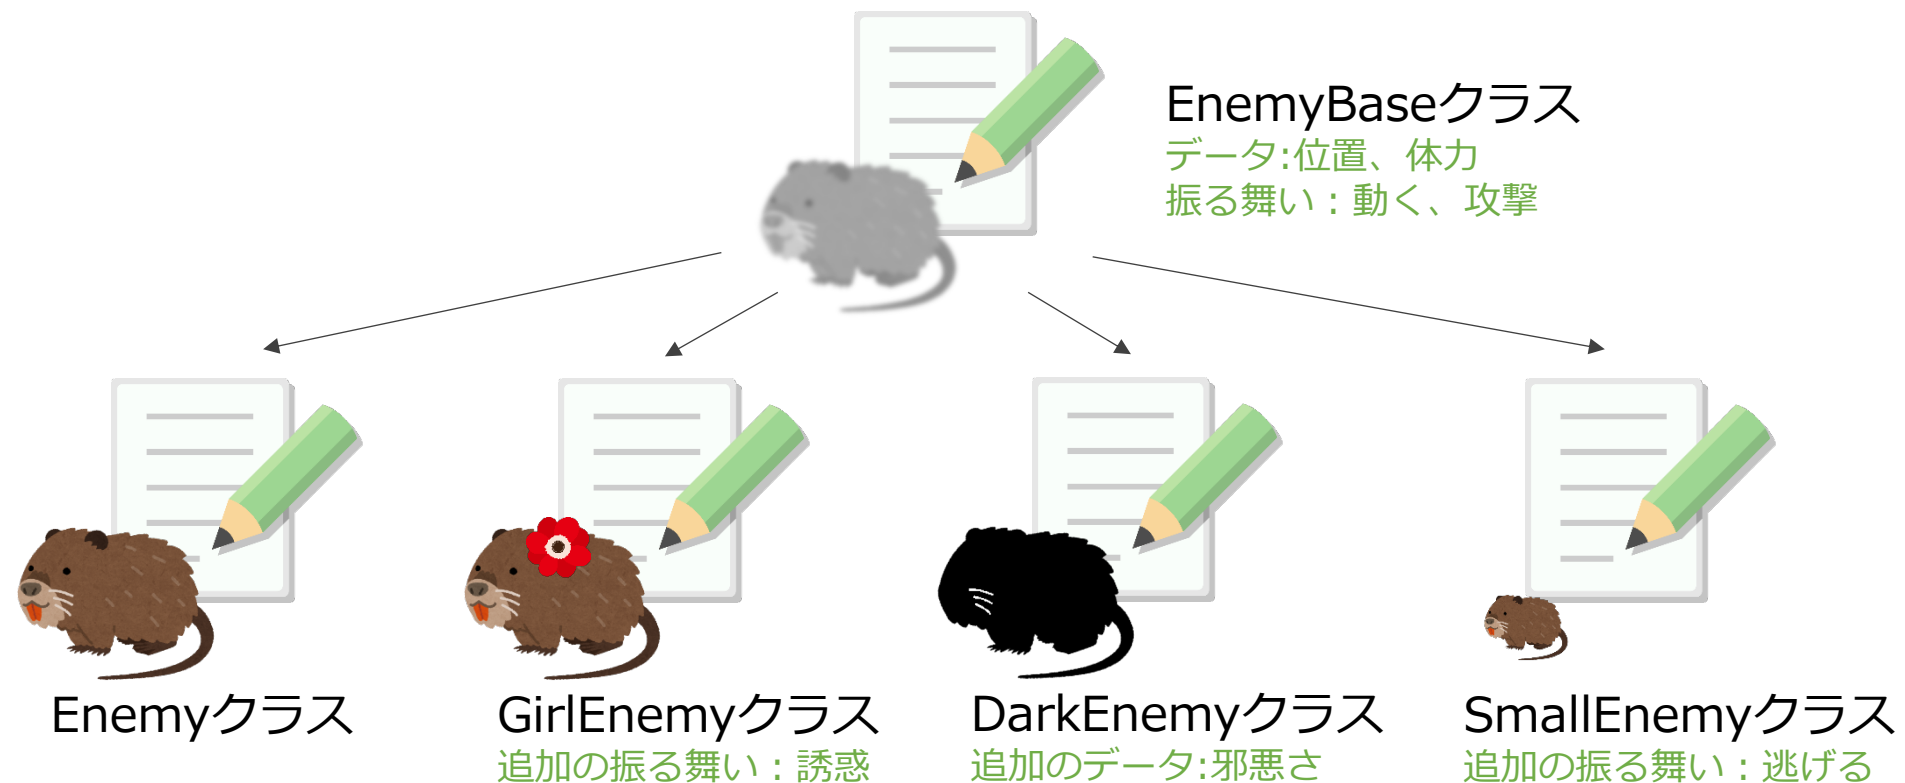 EnemyBaseクラス
データ:位置、体力
振る舞い：動く、攻撃
Enemyクラス
GirlEnemyクラス
追加の振る舞い：誘惑
DarkEnemyクラス
追加のデータ:邪悪さ
SmallEnemyクラス
追加の振る舞い：逃げる